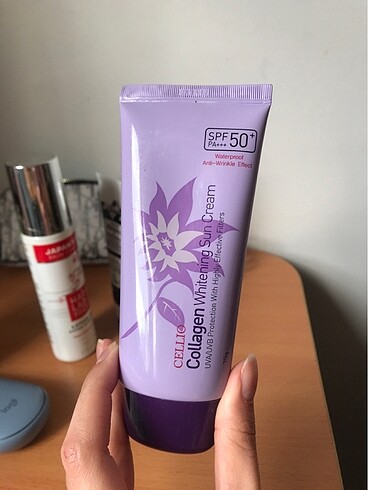 SPF
PA+++
50+
Waterproof
Anti-Wrinkle Effect
CELLIO
Collagen Whitening Sun Cream
UVA/UVB Protection With Highly Effective Filters
JAPAN